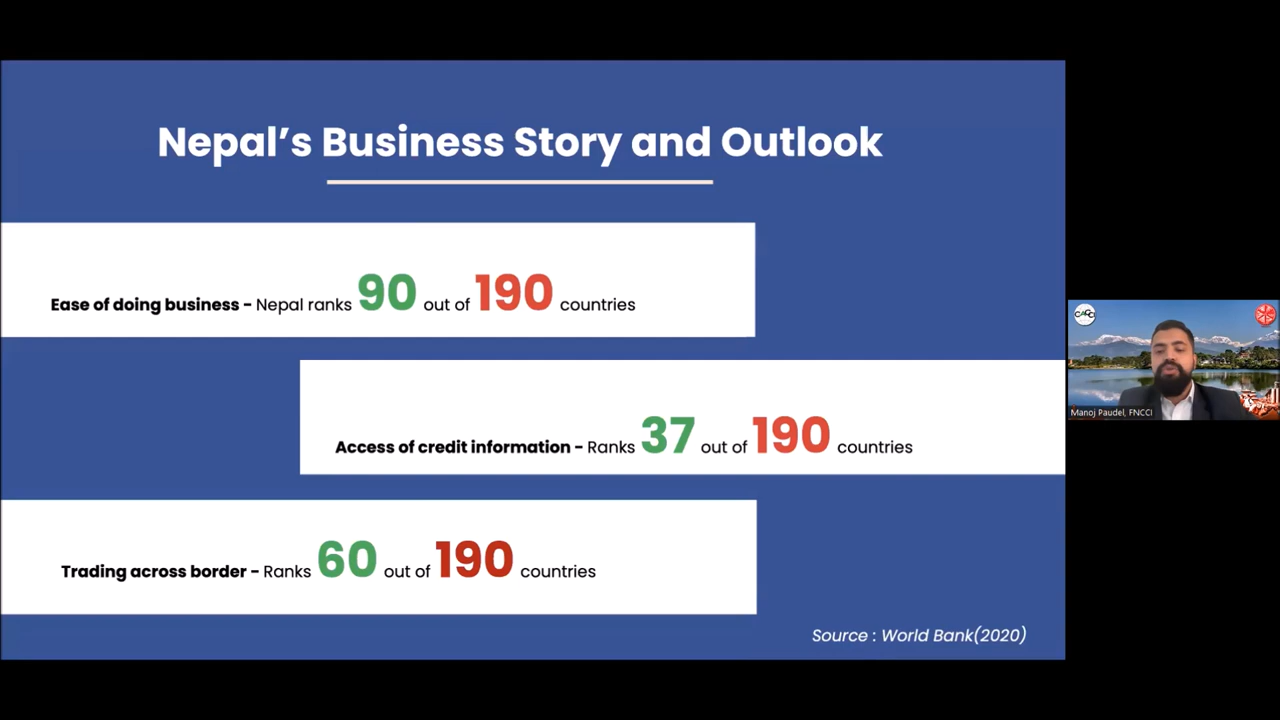 Nepal's Business Story and Outlook
Ease of doing business - Nepal ranks 90 out of 190 countries
Access of credit information - Ranks 37 out of 190 countries
Trading across border - Ranks 60 out of 190 countries
Source : World Bank(2020)
CACCI
Manoj Paudel, FNCCI